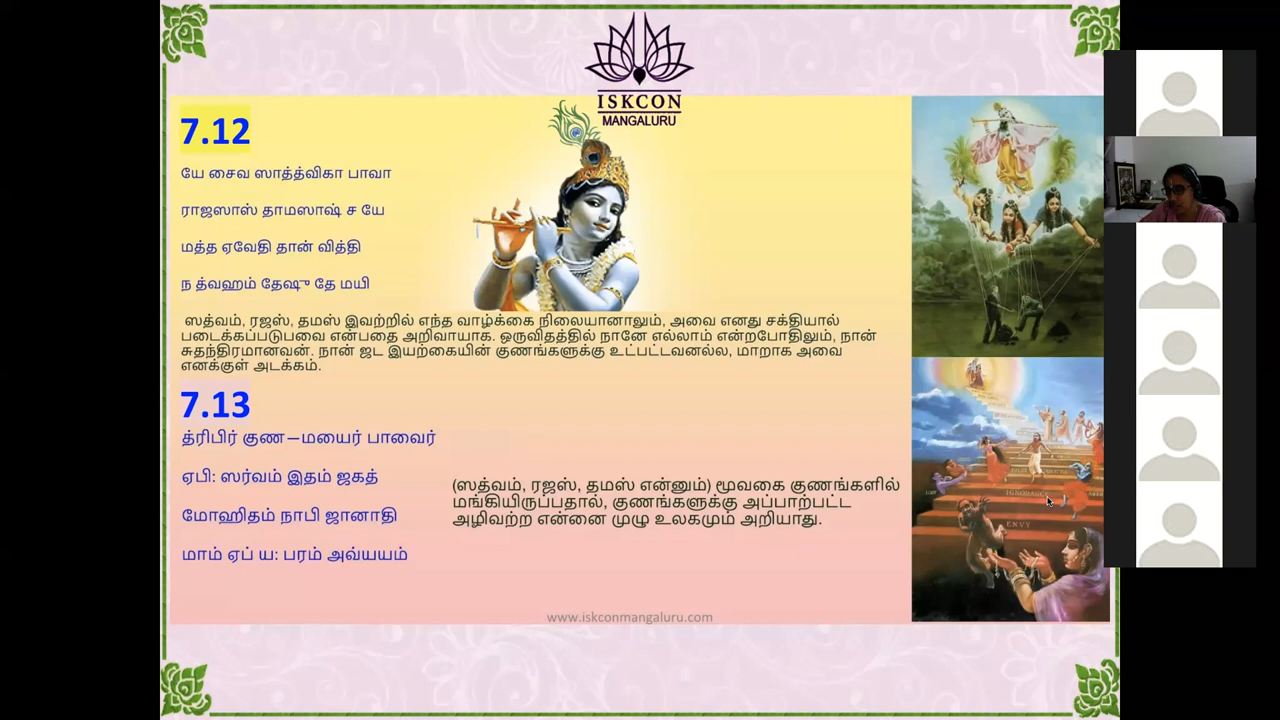 ISKCON
MANGALURU
7.12
யே சைவ ஸாத்த்விகா பாவா
ராஜஸாஸ் தாமஸாஷ் ச யே
மத்த ஏவேதி தான் வித்தி
ந த்வஹம் தேஷு தே மயி
ஸத்வம், ரஜஸ், தமஸ் இவற்றில் எந்த வாழ்க்கை நிலையானாலும், அவை எனது சக்தியால்
படைக்கப்படுபவை என்பதை அறிவாயாக. ஒருவிதத்தில் நானே எல்லாம் என்றபோதிலும், நான்
சுதந்திரமானவன். நான் ஜட இயற்கையின் குணங்களுக்கு உட்பட்டவனல்ல, மாறாக அவை
எனக்குள் அடக்கம்.
7.13
த்ரிபிர் குண–மயைர் பாவைர்
ஏபி: ஸர்வம் இதம் ஜகத்
மோஹிதம் நாபி ஜானாதி
மாம் ஏப் ய: பரம் அவ்யயம்
(ஸத்வம், ரஜஸ், தமஸ் என்னும்) மூவகை குணங்களில்
மங்கியிருப்பதால், குணங்களுக்கு அப்பாற்பட்ட
அழிவற்ற என்னை முழு உலகமும் அறியாது.
IGNORANCE
ENVY
www.iskconmangaluru.com